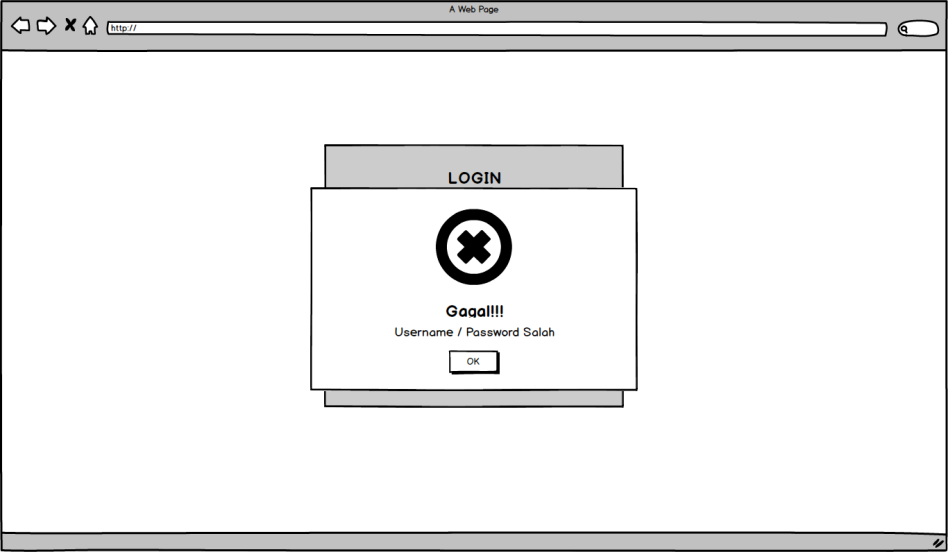 A Web Page
http://
LOGIN
Gagal!!!
Username / Password Salah
OK